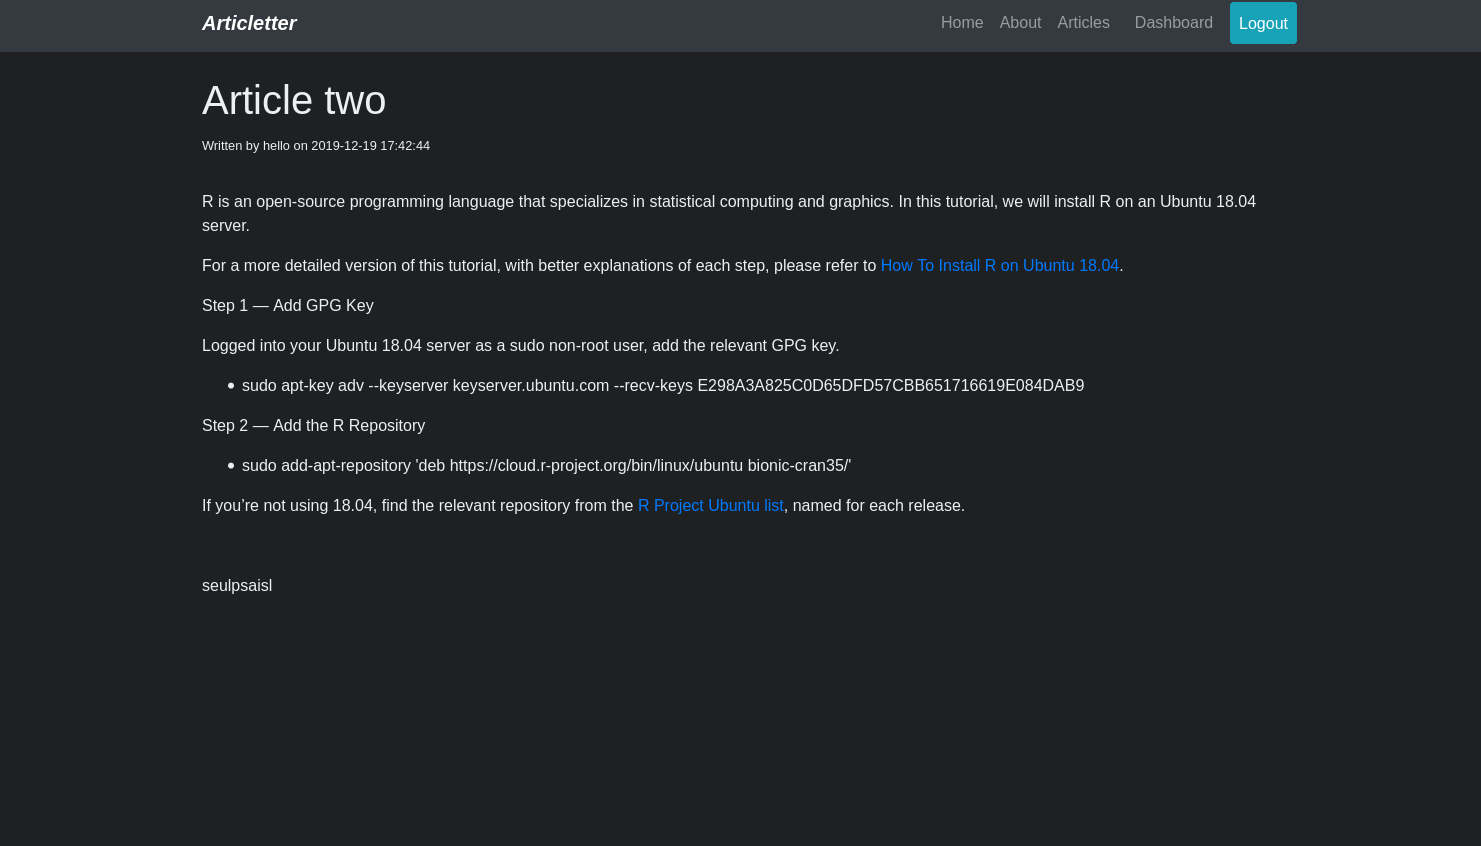 Articletter
Home About Articles Dashboard Logout
Article two
Written by hello on 2019-12-19 17:42:44
R is an open-source programming language that specializes in statistical computing and graphics. In this tutorial, we will install R on an Ubuntu 18.04
server.
For a more detailed version of this tutorial, with better explanations of each step, please refer to How To Install R on Ubuntu 18.04.
Step 1 — Add GPG Key
Logged into your Ubuntu 18.04 server as a sudo non-root user, add the relevant GPG key.
• sudo apt-key adv --keyserver keyserver.ubuntu.com --recv-keys E298A3A825C0D65DFD57CBB651716619E084DAB9
Step 2 — Add the R Repository
• sudo add-apt-repository 'deb https://cloud.r-project.org/bin/linux/ubuntu bionic-cran35/'
If you’re not using 18.04, find the relevant repository from the R Project Ubuntu list, named for each release.
seulpsaisl